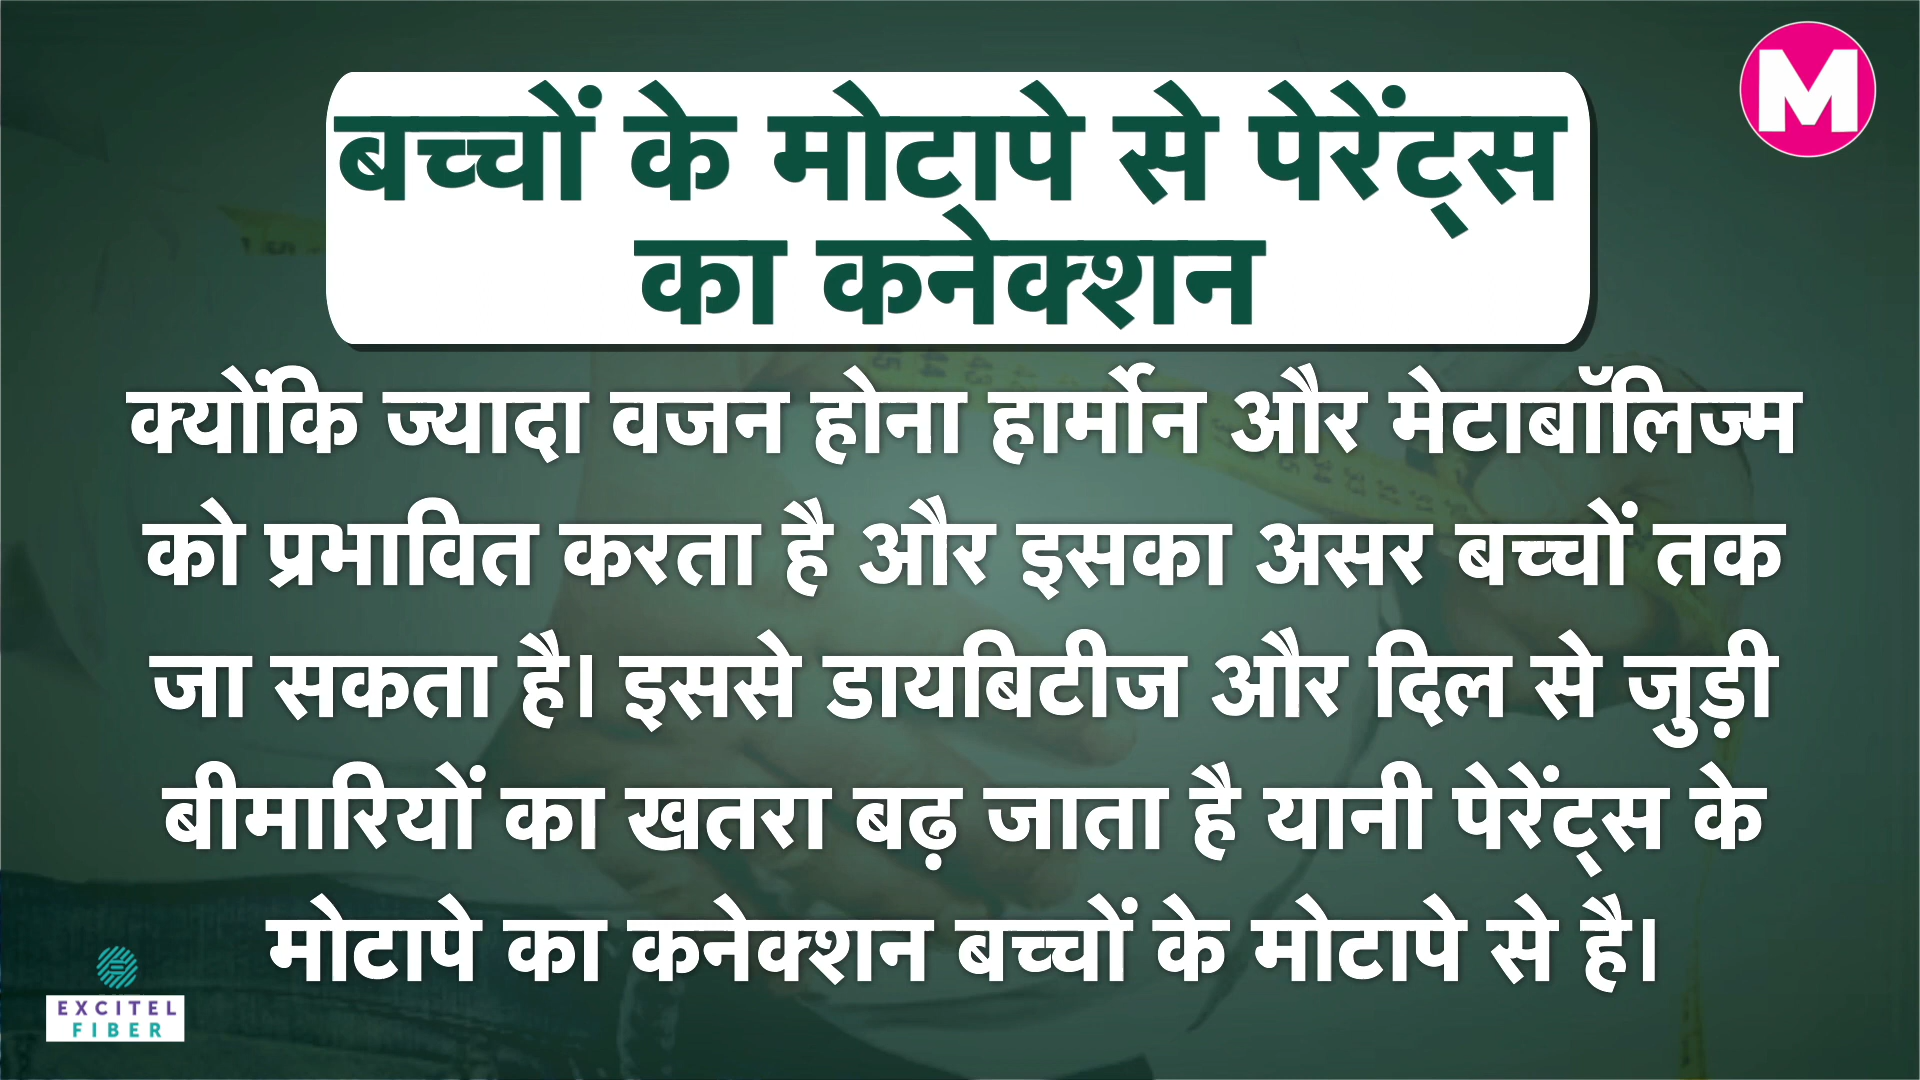 M
बच्चों के मोटापे से पेरेंट्स
का कनेक्शन
क्योंकि ज्यादा वजन होना हार्मोन और मेटाबॉलिज्म
को प्रभावित करता है और इसका असर बच्चों तक
जा सकता है। इससे डायबिटीज और दिल से जुड़ी
बीमारियों का खतरा बढ़ जाता है यानी पेरेंट्स के
मोटापे का कनेक्शन बच्चों के मोटापे से है।
EXCITEL
FIBER